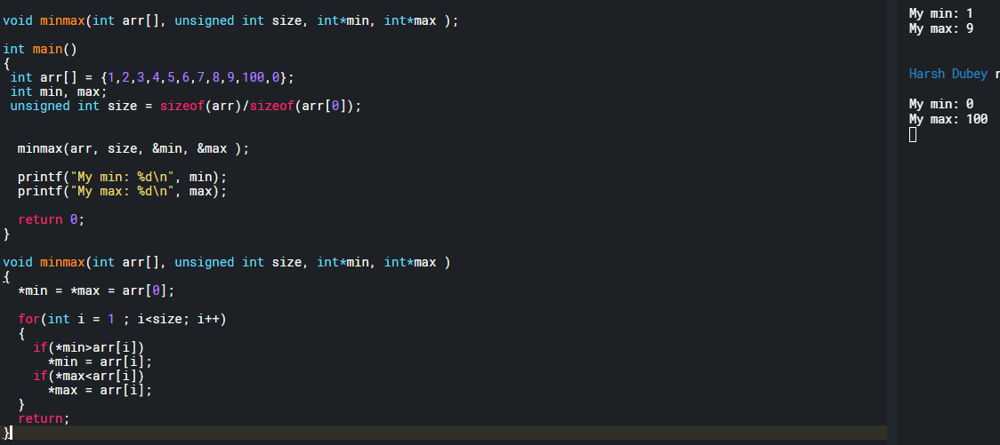 void minmax(int arr[], unsigned int size, int*min, int*max );
int main()
{
int arr[] = {1,2,3,4,5,6,7,8,9,100,0};
int min, max;
unsigned int size = sizeof(arr)/sizeof(arr[0]);
minmax(arr, size, &min, &max );
printf("My min: %d\n", min);
printf("My max: %d\n", max);
return 0;
}
void minmax(int arr[], unsigned int size, int*min, int*max )
{
*min = *max = arr[0];
for(int i = 1 ; i<size; i++)
{
if(*min>arr[i])
*min = arr[i];
if(*max<arr[i])
*max = arr[i];
}
return;
}
My min: 1
My max: 9
Harsh Dubey
My min: 0
My max: 100